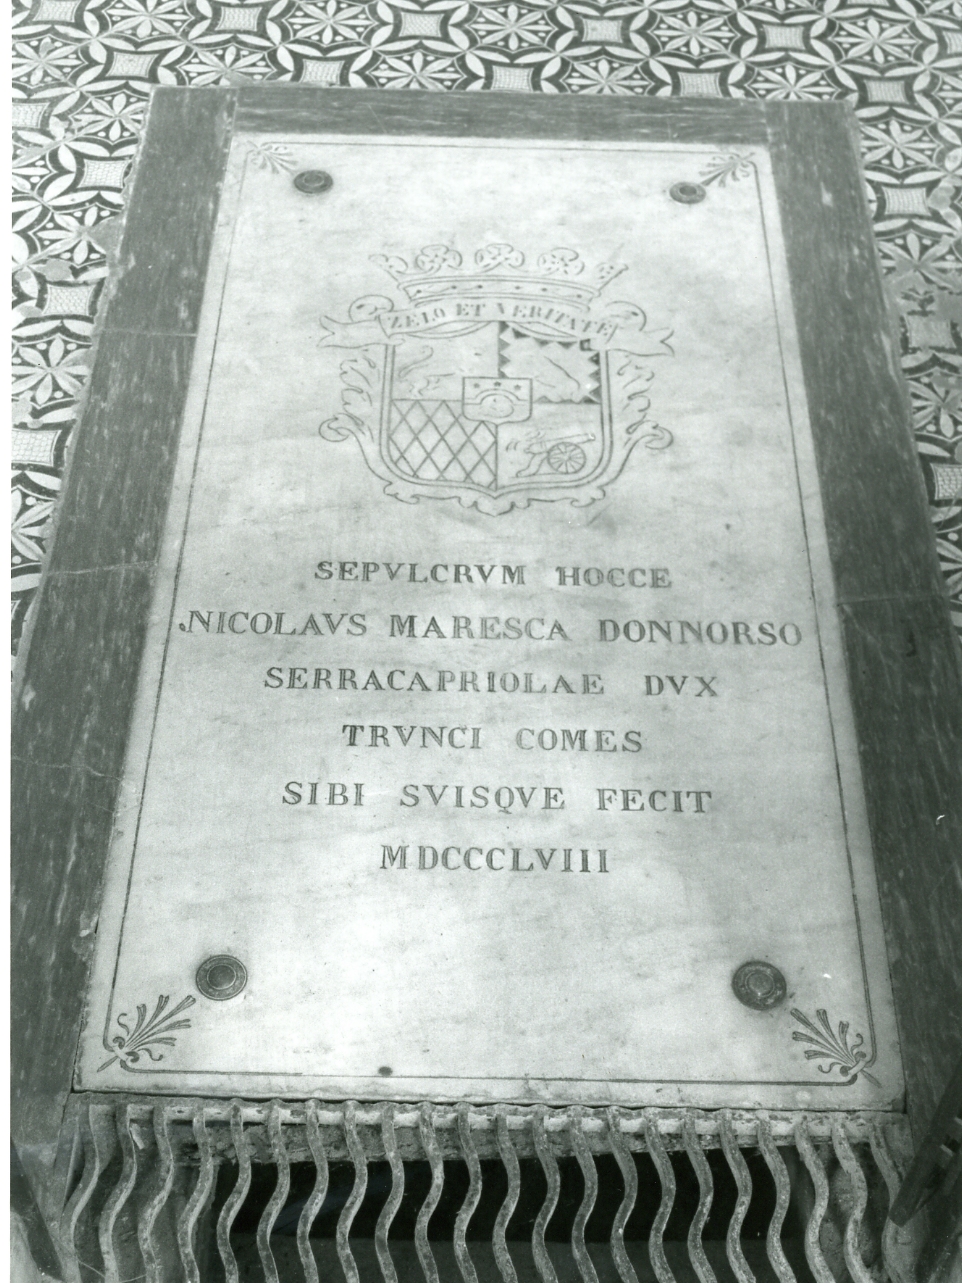 ZELO ET VERITATE
SEPVLCRVM HOCCE
NICOLAVS MARESCA DONNORSO
SERRACAPRIOLAE DVX
TRVNCI COMES
SIBI SVISQVE FECIT
MDCCCLVIII